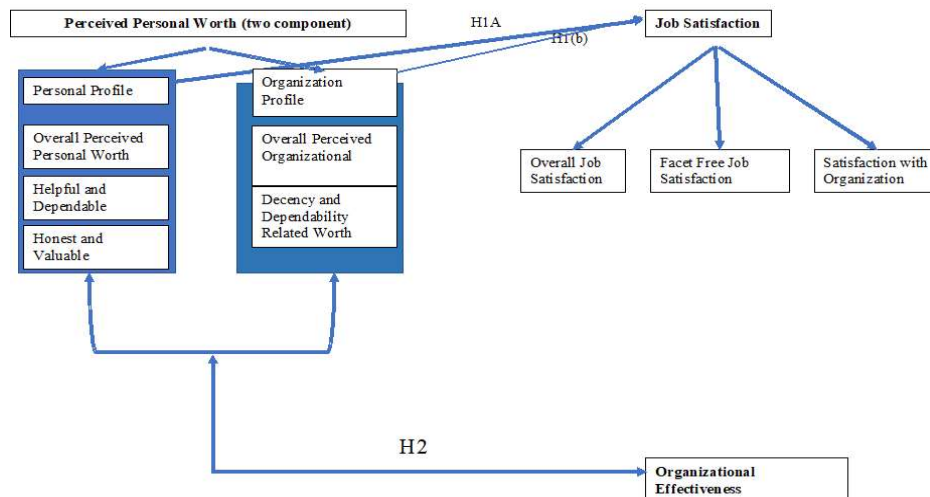 Perceived Personal Worth (two component)
H1A
H1(b)
Job Satisfaction
Personal Profile
Overall Perceived
Personal Worth
Helpful and
Dependable
Honest and
Valuable
Organization
Profile
Overall Perceived
Organizational
Decency and
Dependability
Related Worth
Overall Job
Satisfaction
Facet Free Job
Satisfaction
Satisfaction with
Organization
H2
Organizational
Effectiveness